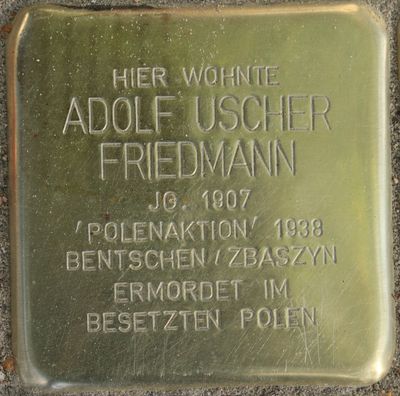 HIER WOHNTE
ADOLF USCHER
FRIEDMANN
JG. 1907
'POLENAKTION' 1938
BENTSCHEN / ZBASZYN
ERMORDET IM
BESETZTEN POLEN